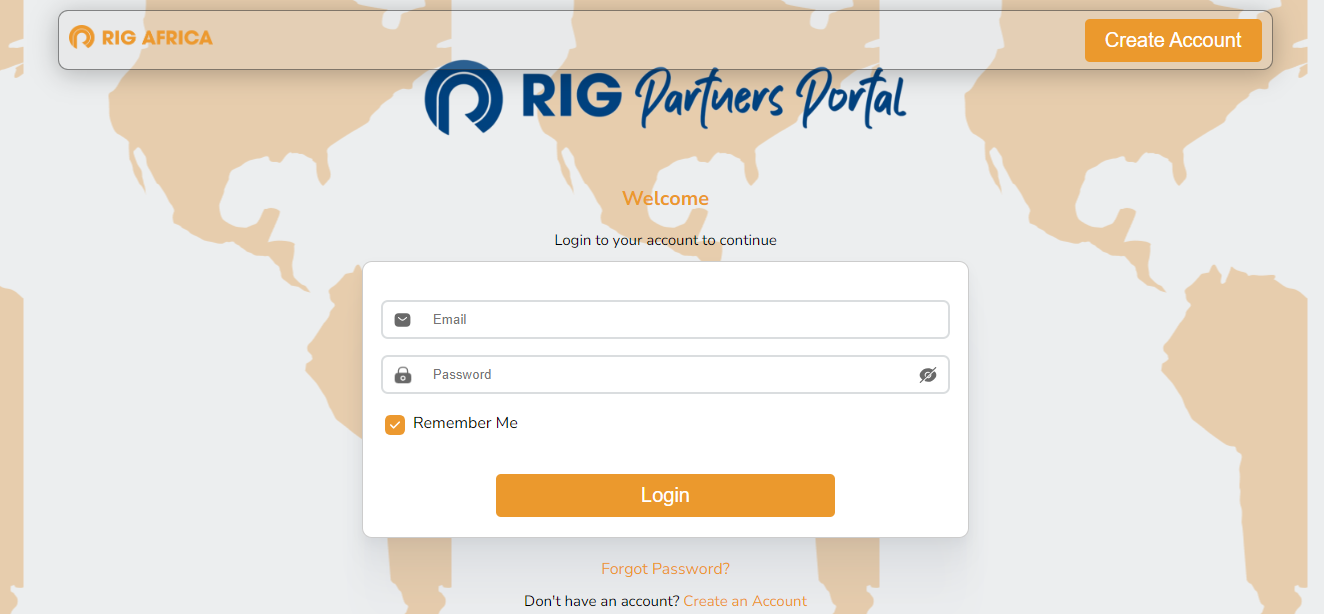 RIG AFRICA
Create Account
RIG Partners Portal
Welcome
Login to your account to continue
Email
Password
Remember Me
Login
Forgot Password?
Don't have an account? Create an Account